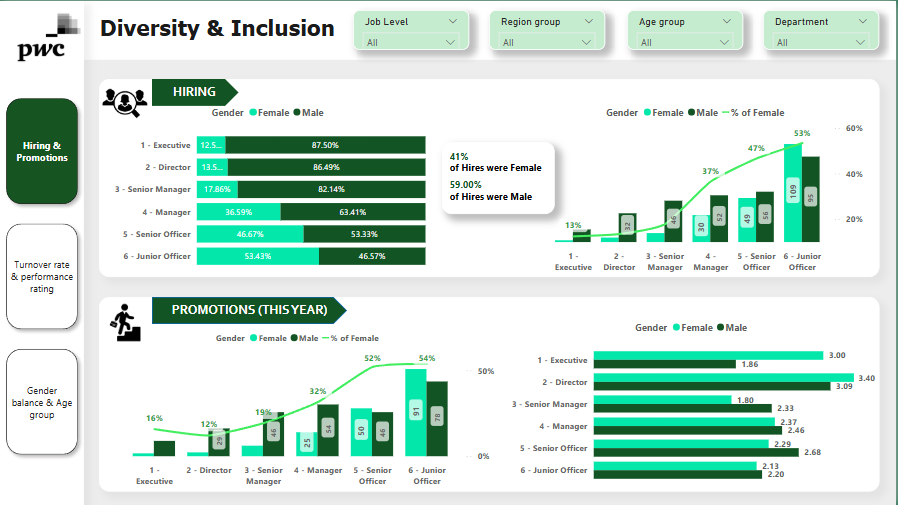 pwc
Diversity & Inclusion
Job Level
All
Region group
All
Age group
All
Department
All
Hiring &
Promotions
Turnover rate
& performance
rating
Gender
balance & Age
group
HIRING
Gender Female Male
1 - Executive 12.5... 87.50%
2 - Director 13.5... 86.49%
3 - Senior Manager 17.86% 82.14%
4 - Manager 36.59% 63.41%
5 - Senior Officer 46.67% 53.33%
6 - Junior Officer 53.43% 46.57%
41%
of Hires were Female
59.00%
of Hires were Male
Gender Female Male % of Female
60%
40%
20%
13%
37%
47%
53%
32
46
30
52
49
56
109
95
1 -
Executive
2 -
Director
3 - Senior
Manager
4 -
Manager
5 - Senior
Officer
6 - Junior
Officer
PROMOTIONS (THIS YEAR)
Gender Female Male % of Female
16%
12%
19%
32%
52%
54%
50%
0%
29
46
25
54
50
46
91
78
1 -
Executive
2 - Director
3 - Senior
Manager
4 - Manager
5 - Senior
Officer
6 - Junior
Officer
Gender Female Male
1 - Executive 3.00
1.86
2 - Director 3.40
3.09
3 - Senior Manager 1.80
2.33
4 - Manager 2.37
2.46
5 - Senior Officer 2.29
2.68
6 - Junior Officer 2.13
2.20